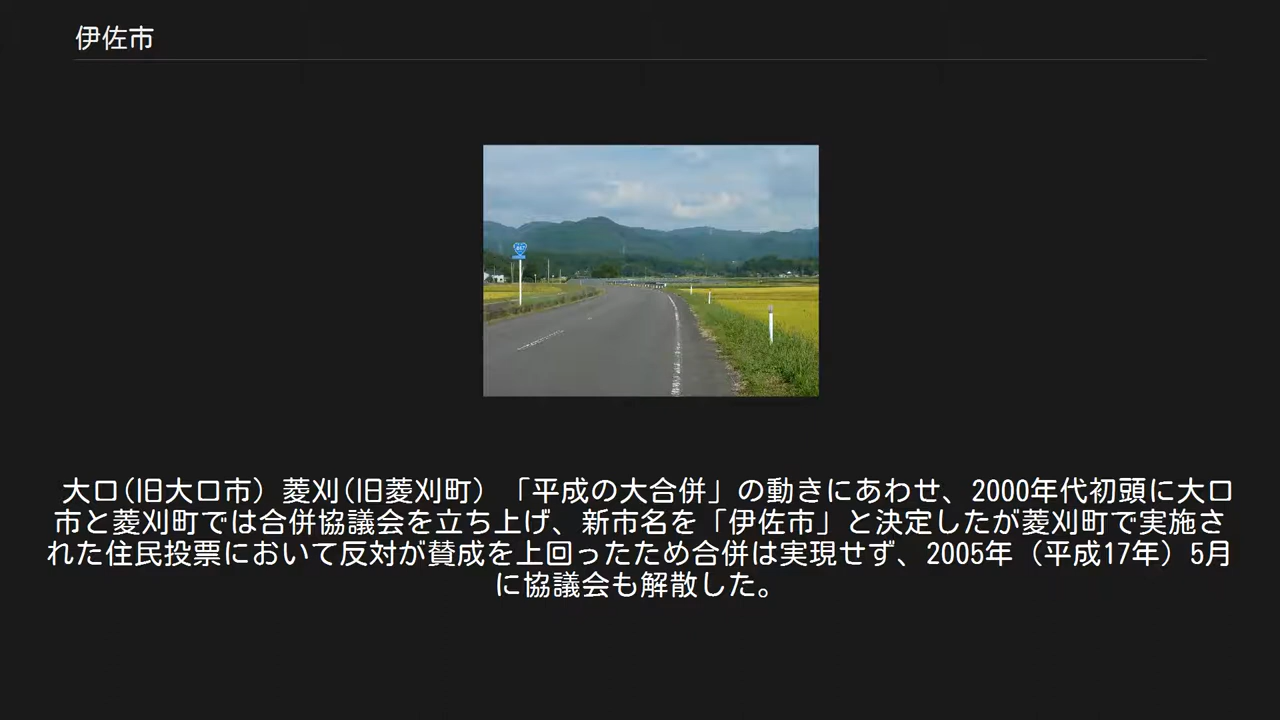 伊佐市
大口(旧大口市) 菱刈(旧菱刈町) 「平成の大合併」の動きにあわせ、2000年代初頭に大口
市と菱刈町では合併協議会を立ち上げ、新市名を「伊佐市」と決定したが菱刈町で実施さ
れた住民投票において反対が賛成を上回ったため合併は実現せず、2005年（平成17年）5月
に協議会も解散した。